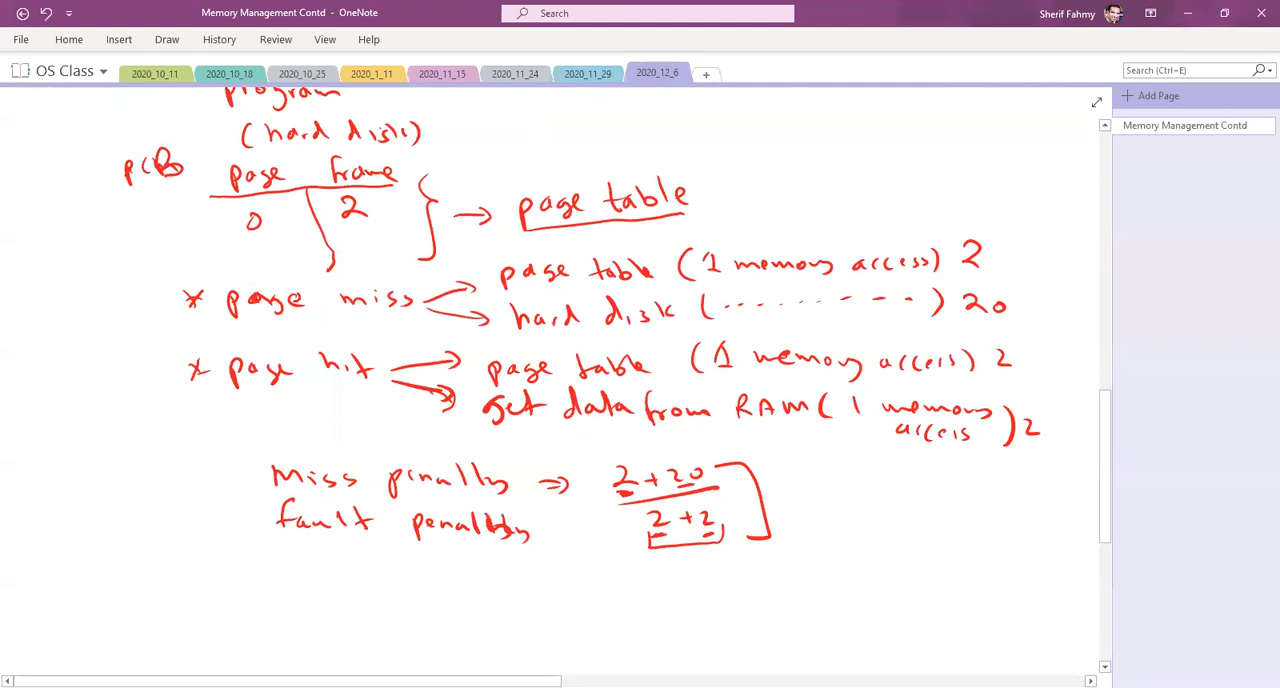 Memory Management Contd - OneNote
Search
Sherif Fahmy
File Home Insert Draw History Review View Help
OS Class
2020_10_11 2020_10_18 2020_10_25 2020_1_11 2020_11_15 2020_11_24 2020_11_29 2020_12_6
Search (Ctrl+E)
Add Page
Memory Management Contd
program
(hard disk)
PCB
page frame
0 2
→ page table
* page miss
page table (1 memory access) 2
hard disk (- - - - - - - -) 20
* page hit
page table (1 memory access) 2
get data from RAM (1 memory
access) 2
Miss penalty ⇒ 2 + 20
fault penalty 2 + 2